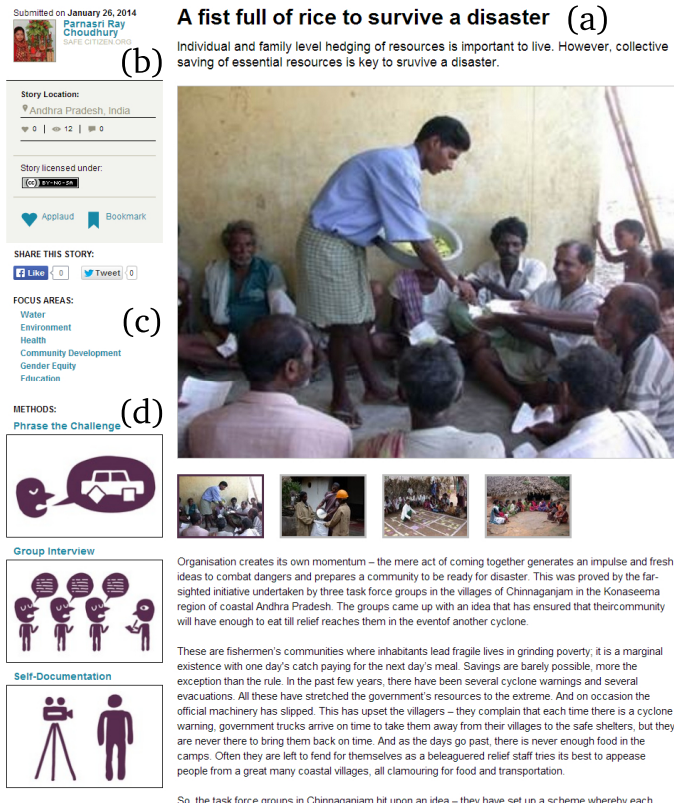 Submitted on January 26, 2014
Parnasri Ray
Choudhury
SAFE CITIZEN.ORG
(b)
Story Location:
Andhra Pradesh, India
0 | 12 | 0
Story licensed under:
cc BY-NC-SA
Applaud Bookmark
SHARE THIS STORY:
Like 0 Tweet 0
FOCUS AREAS:
Water
(c)
Environment
Health
Community Development
Gender Equity
Education
METHODS:
(d)
Phrase the Challenge
Group Interview
Self-Documentation
A fist full of rice to survive a disaster (a)
Individual and family level hedging of resources is important to live. However, collective
saving of essential resources is key to sruvive a disaster.
Organisation creates its own momentum – the mere act of coming together generates an impulse and fresh
ideas to combat dangers and prepares a community to be ready for disaster. This was proved by the far-
sighted initiative undertaken by three task force groups in the villages of Chinnaganjam in the Konaseema
region of coastal Andhra Pradesh. The groups came up with an idea that has ensured that theircommunity
will have enough to eat till relief reaches them in the eventof another cyclone.
These are fishermen's communities where inhabitants lead fragile lives in grinding poverty; it is a marginal
existence with one day's catch paying for the next day's meal. Savings are barely possible, more the
exception than the rule. In the past few years, there have been several cyclone warnings and several
evacuations. All these have stretched the government's resources to the extreme. And on occasion the
official machinery has slipped. This has upset the villagers – they complain that each time there is a cyclone
warning, government trucks arrive on time to take them away from their villages to the safe shelters, but they
are never there to bring them back on time. And as the days go past, there is never enough food in the
camps. Often they are left to fend for themselves as a beleaguered relief staff tries its best to appease
people from a great many coastal villages, all clamouring for food and transportation.
So, the task force groups in Chinnaganjam hit upon an idea – they have set up a scheme whereby each